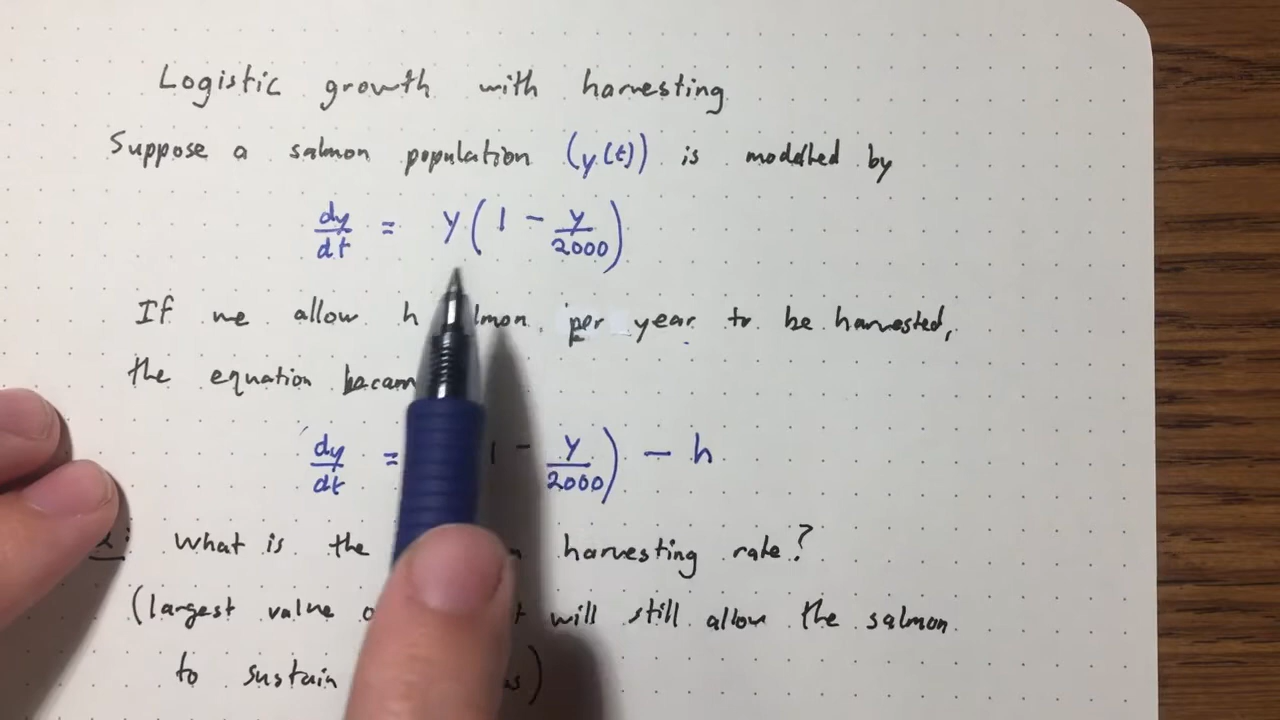 Logistic growth with harvesting
Suppose a salmon population (y(t)) is modelled by
dy/dt = y(1 - y/2000)
If we allow h per year to be harvested,
the equation
dy/dt = 1 - y/2000) - h
What is the harvesting rate?
(largest value will still allow the salmon
to sustain